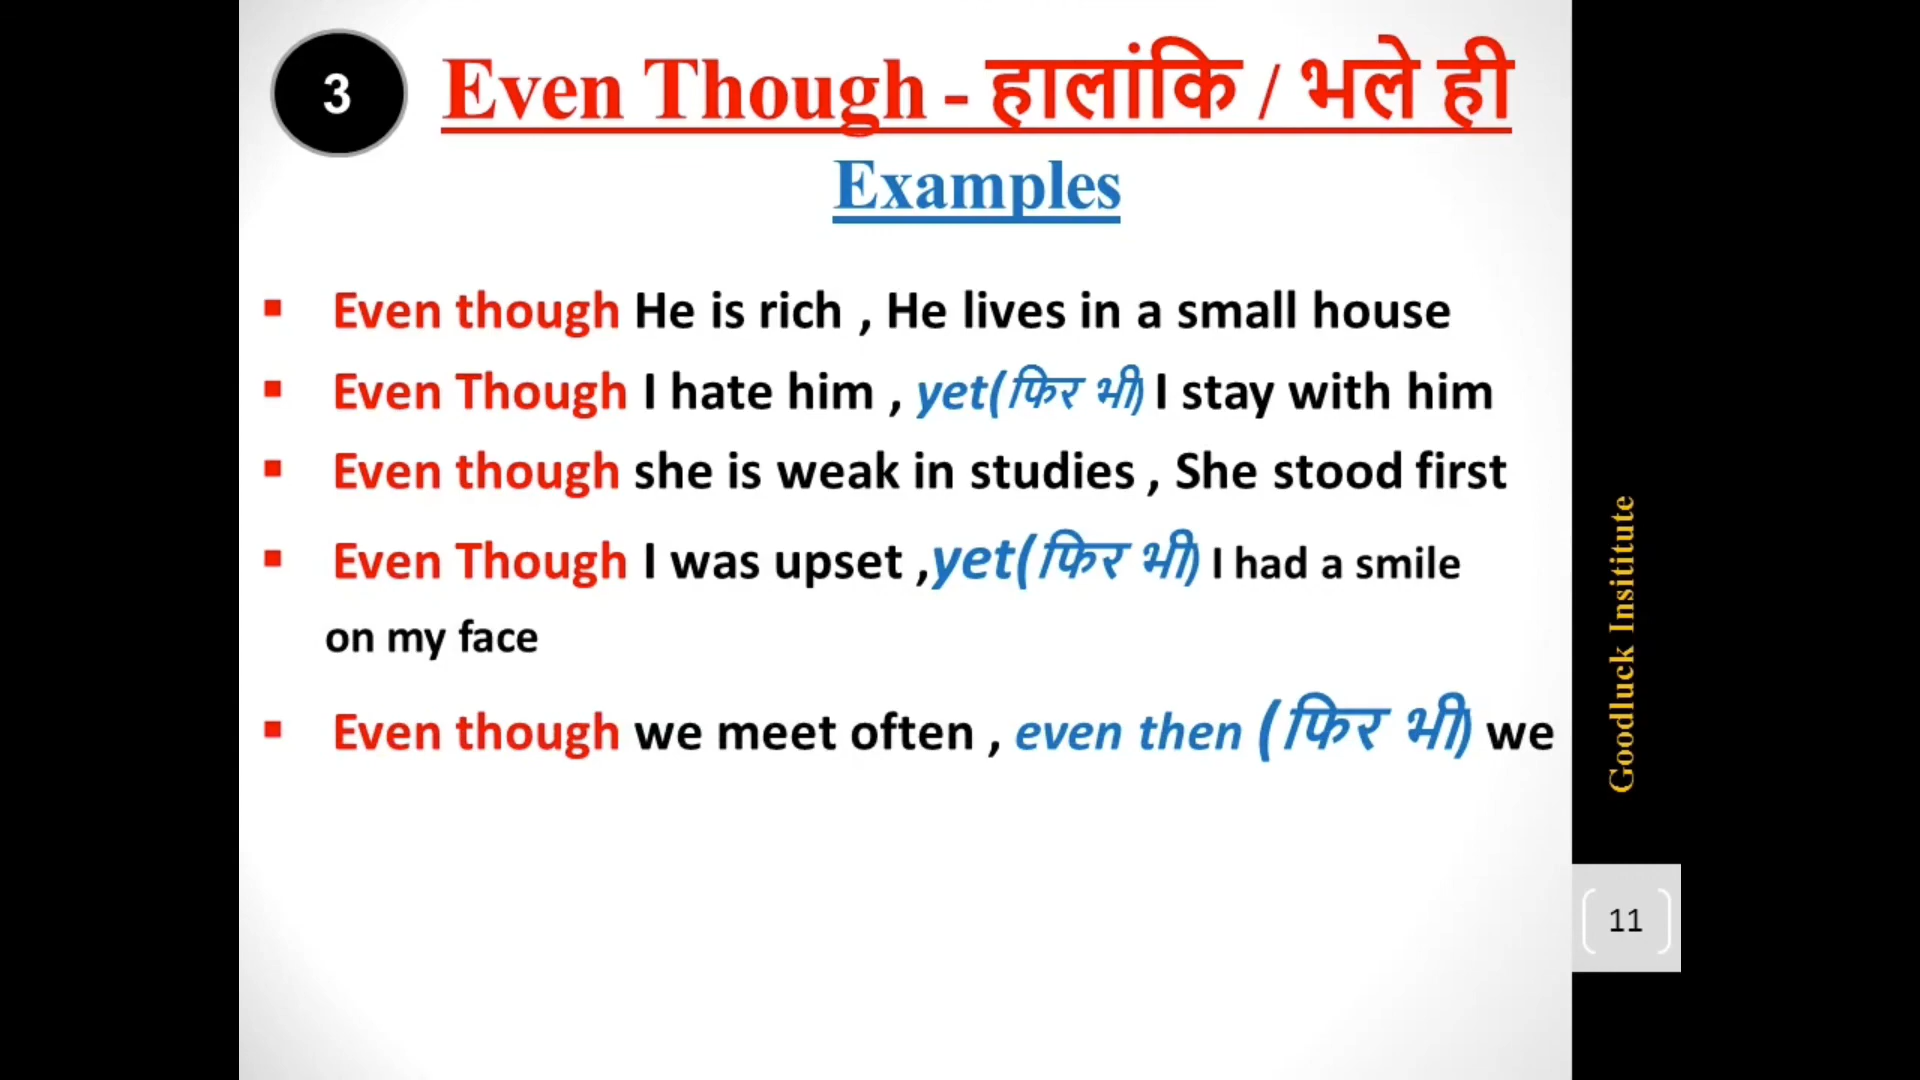 3
Even Though - हालांकि / भले ही
Examples
▪ Even though He is rich , He lives in a small house
▪ Even Though I hate him , yet(फिर भी) I stay with him
▪ Even though she is weak in studies , She stood first
▪ Even Though I was upset ,yet(फिर भी) I had a smile
on my face
▪ Even though we meet often , even then (फिर भी) we
Goodluck Insititute
11